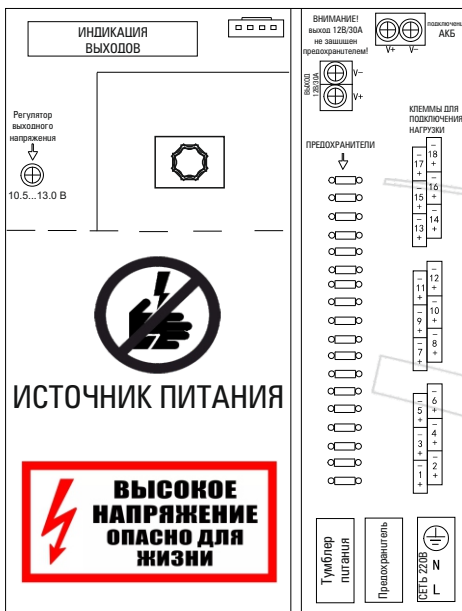 ИНДИКАЦИЯ
ВЫХОДОВ
Регулятор
выходного
напряжения
10.5...13.0 В
ИСТОЧНИК ПИТАНИЯ
ВЫСОКОЕ
НАПРЯЖЕНИЕ
ОПАСНО ДЛЯ
ЖИЗНИ
ВНИМАНИЕ!
выход 12В/30А
не защищен
предохранителем!
V+ V-
подключени
АКБ
ВЫХОД
12В/30А
V-
V+
ПРЕДОХРАНИТЕЛИ
КЛЕММЫ ДЛЯ
ПОДКЛЮЧЕНИЯ
НАГРУЗКИ
- 18 +
- 17 +
- 16 +
- 15 +
- 14 +
- 13 +
- 12 +
- 11 +
- 10 +
- 9 +
- 8 +
- 7 +
- 6 +
- 5 +
- 4 +
- 3 +
- 2 +
- 1 +
Тумблер
питания
Предохранитель
СЕТЬ 220В
N
L